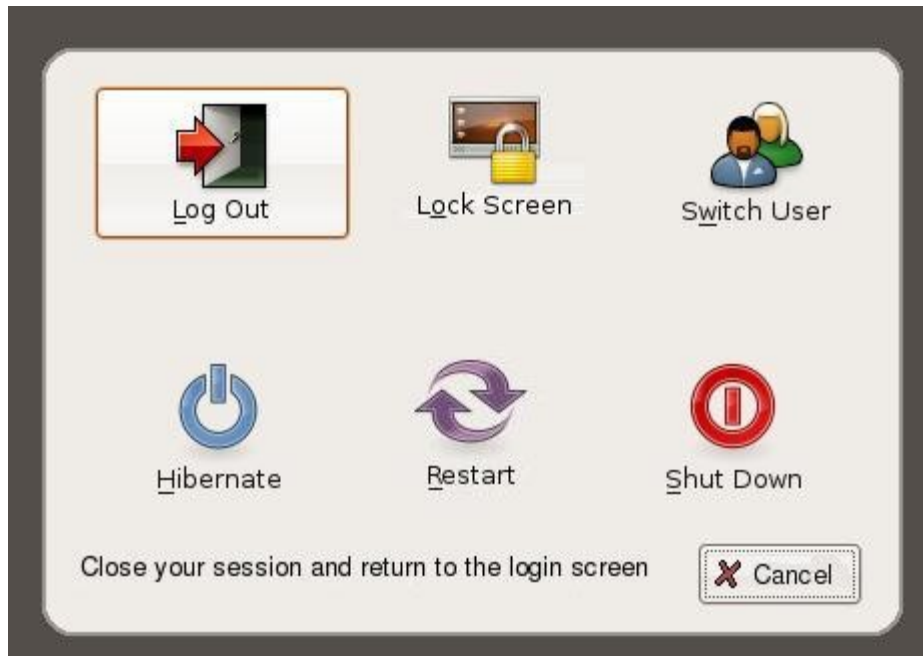 Log Out
Lock Screen
Switch User
Hibernate
Restart
Shut Down
Close your session and return to the login screen
Cancel